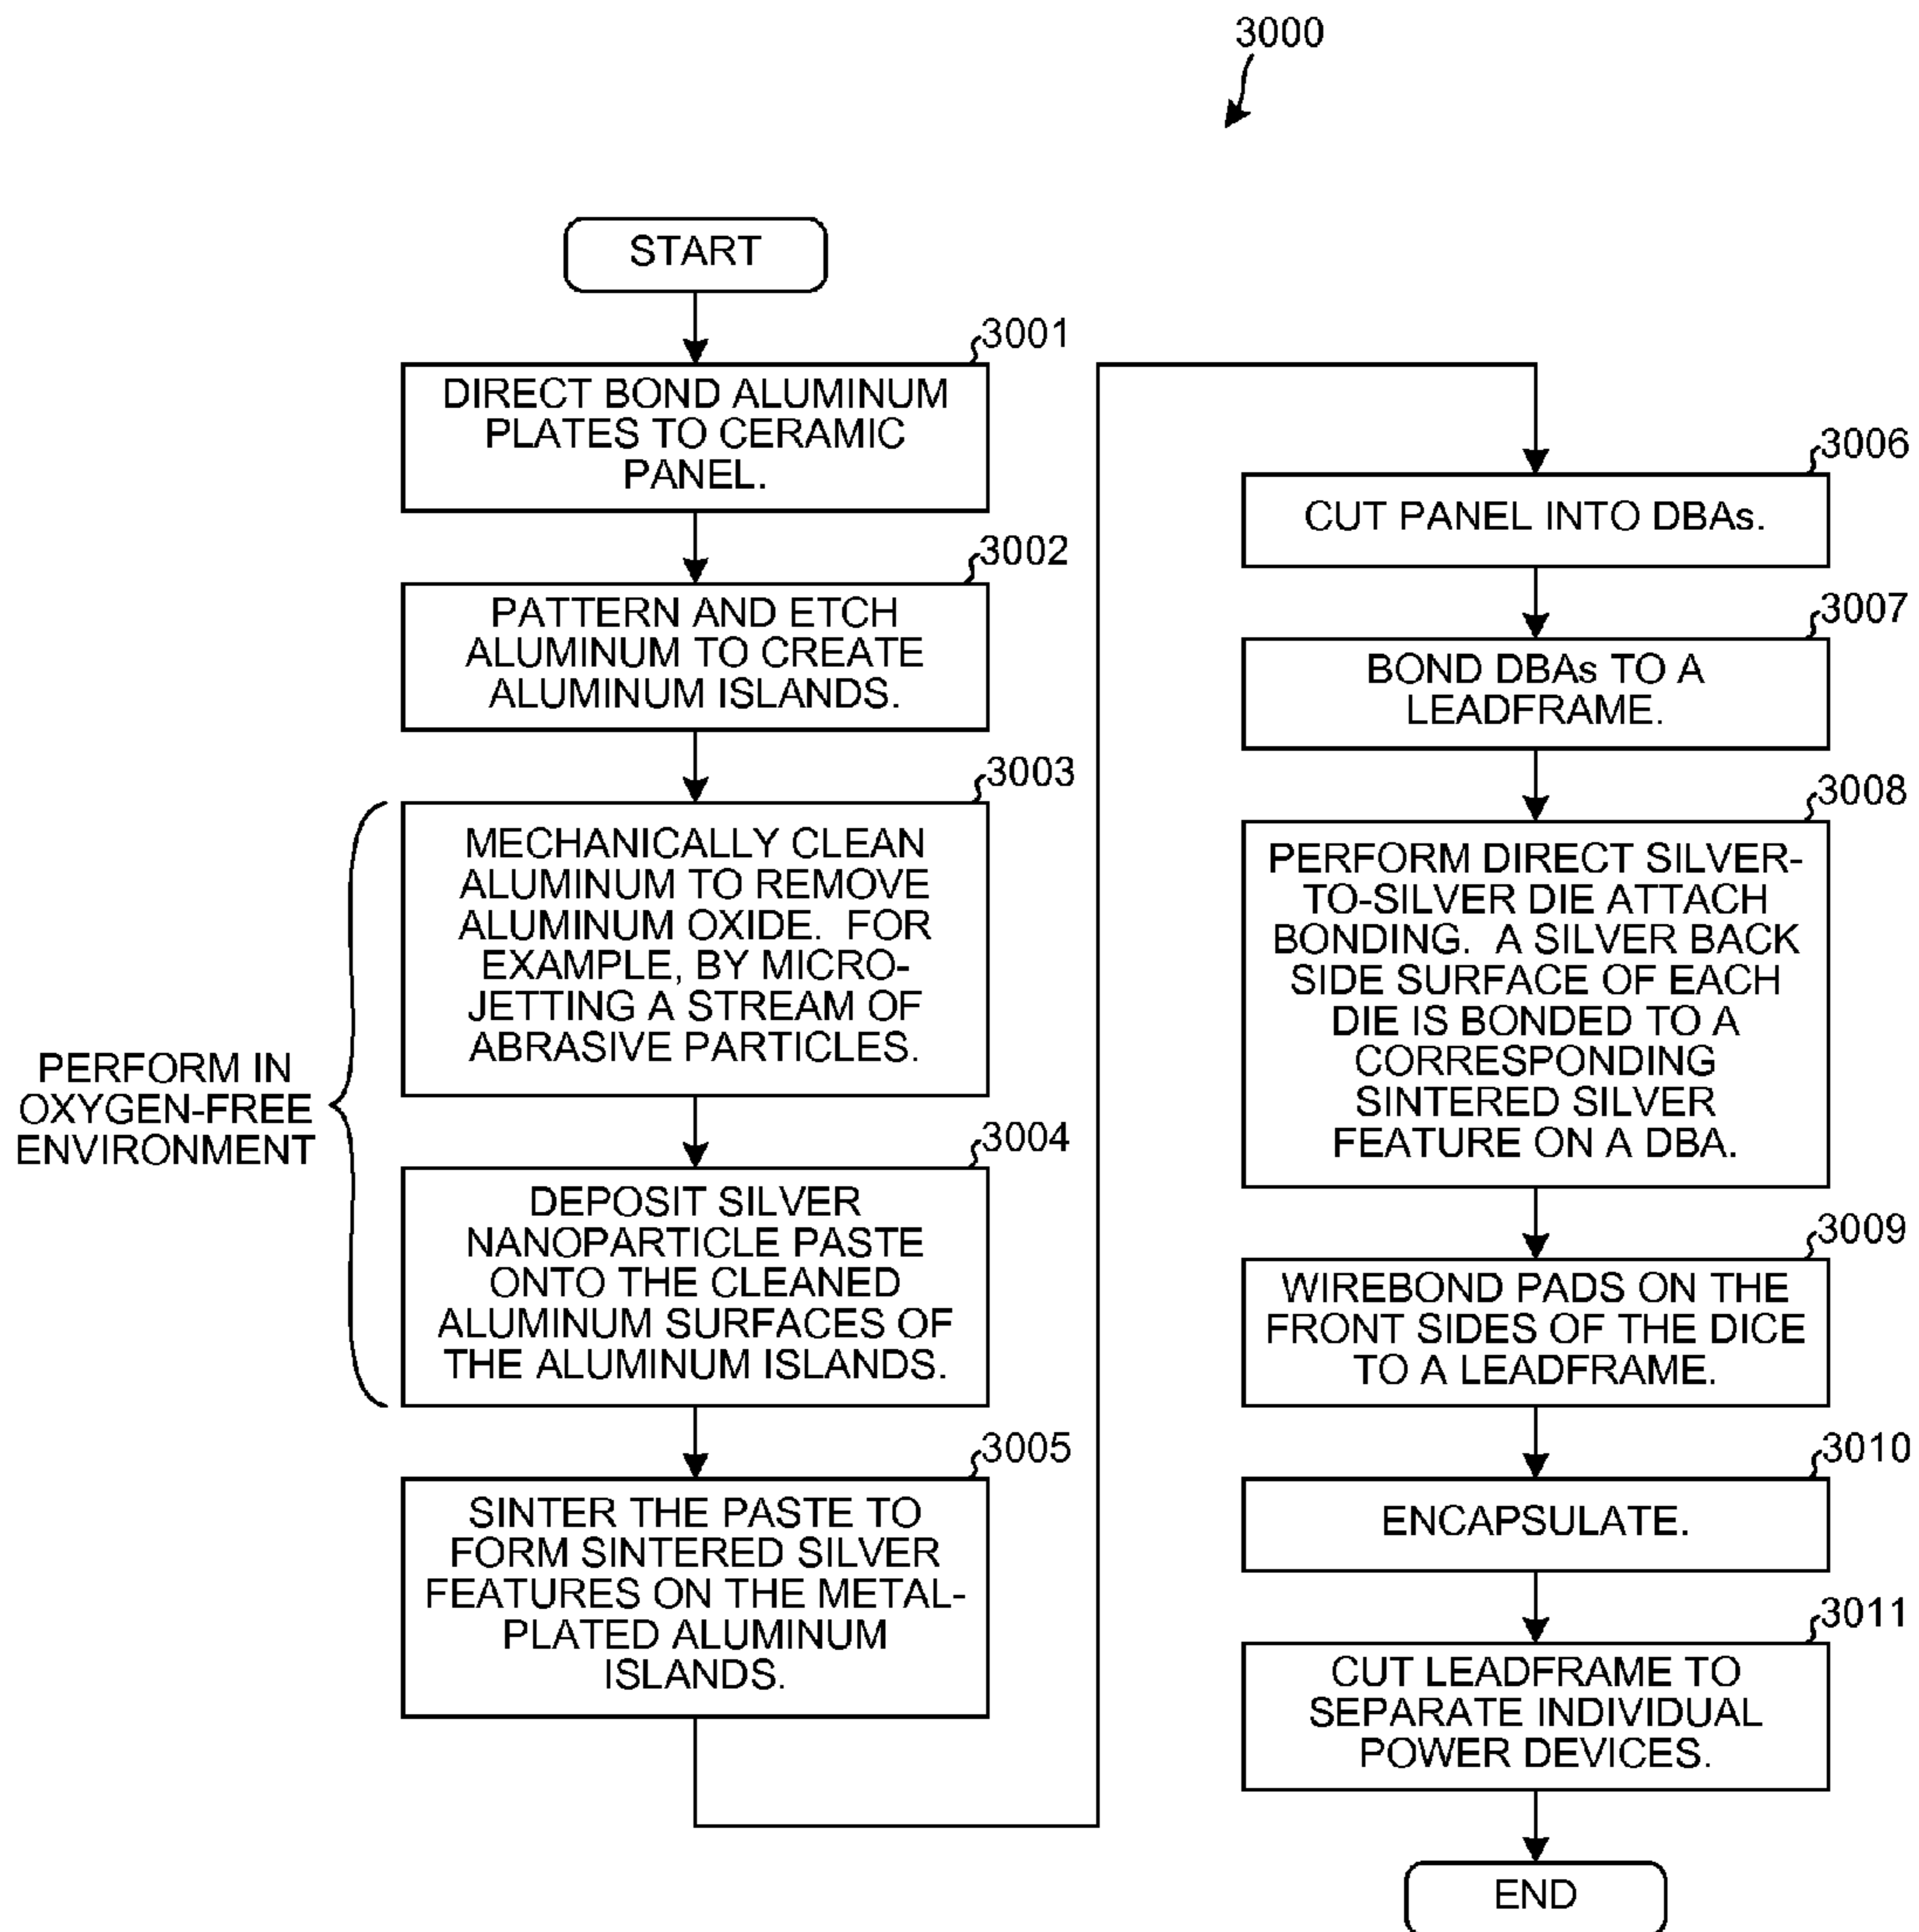 3000
START
3001
DIRECT BOND ALUMINUM
PLATES TO CERAMIC
PANEL.
3002
PATTERN AND ETCH
ALUMINUM TO CREATE
ALUMINUM ISLANDS.
PERFORM IN
OXYGEN-FREE
ENVIRONMENT
3003
MECHANICALLY CLEAN
ALUMINUM TO REMOVE
ALUMINUM OXIDE.  FOR
EXAMPLE, BY MICRO-
JETTING A STREAM OF
ABRASIVE PARTICLES.
3004
DEPOSIT SILVER
NANOPARTICLE PASTE
ONTO THE CLEANED
ALUMINUM SURFACES OF
THE ALUMINUM ISLANDS.
3005
SINTER THE PASTE TO
FORM SINTERED SILVER
FEATURES ON THE METAL-
PLATED ALUMINUM
ISLANDS.
3006
CUT PANEL INTO DBAs.
3007
BOND DBAs TO A
LEADFRAME.
3008
PERFORM DIRECT SILVER-
TO-SILVER DIE ATTACH
BONDING.  A SILVER BACK
SIDE SURFACE OF EACH
DIE IS BONDED TO A
CORRESPONDING
SINTERED SILVER
FEATURE ON A DBA.
3009
WIREBOND PADS ON THE
FRONT SIDES OF THE DICE
TO A LEADFRAME.
3010
ENCAPSULATE.
3011
CUT LEADFRAME TO
SEPARATE INDIVIDUAL
POWER DEVICES.
END